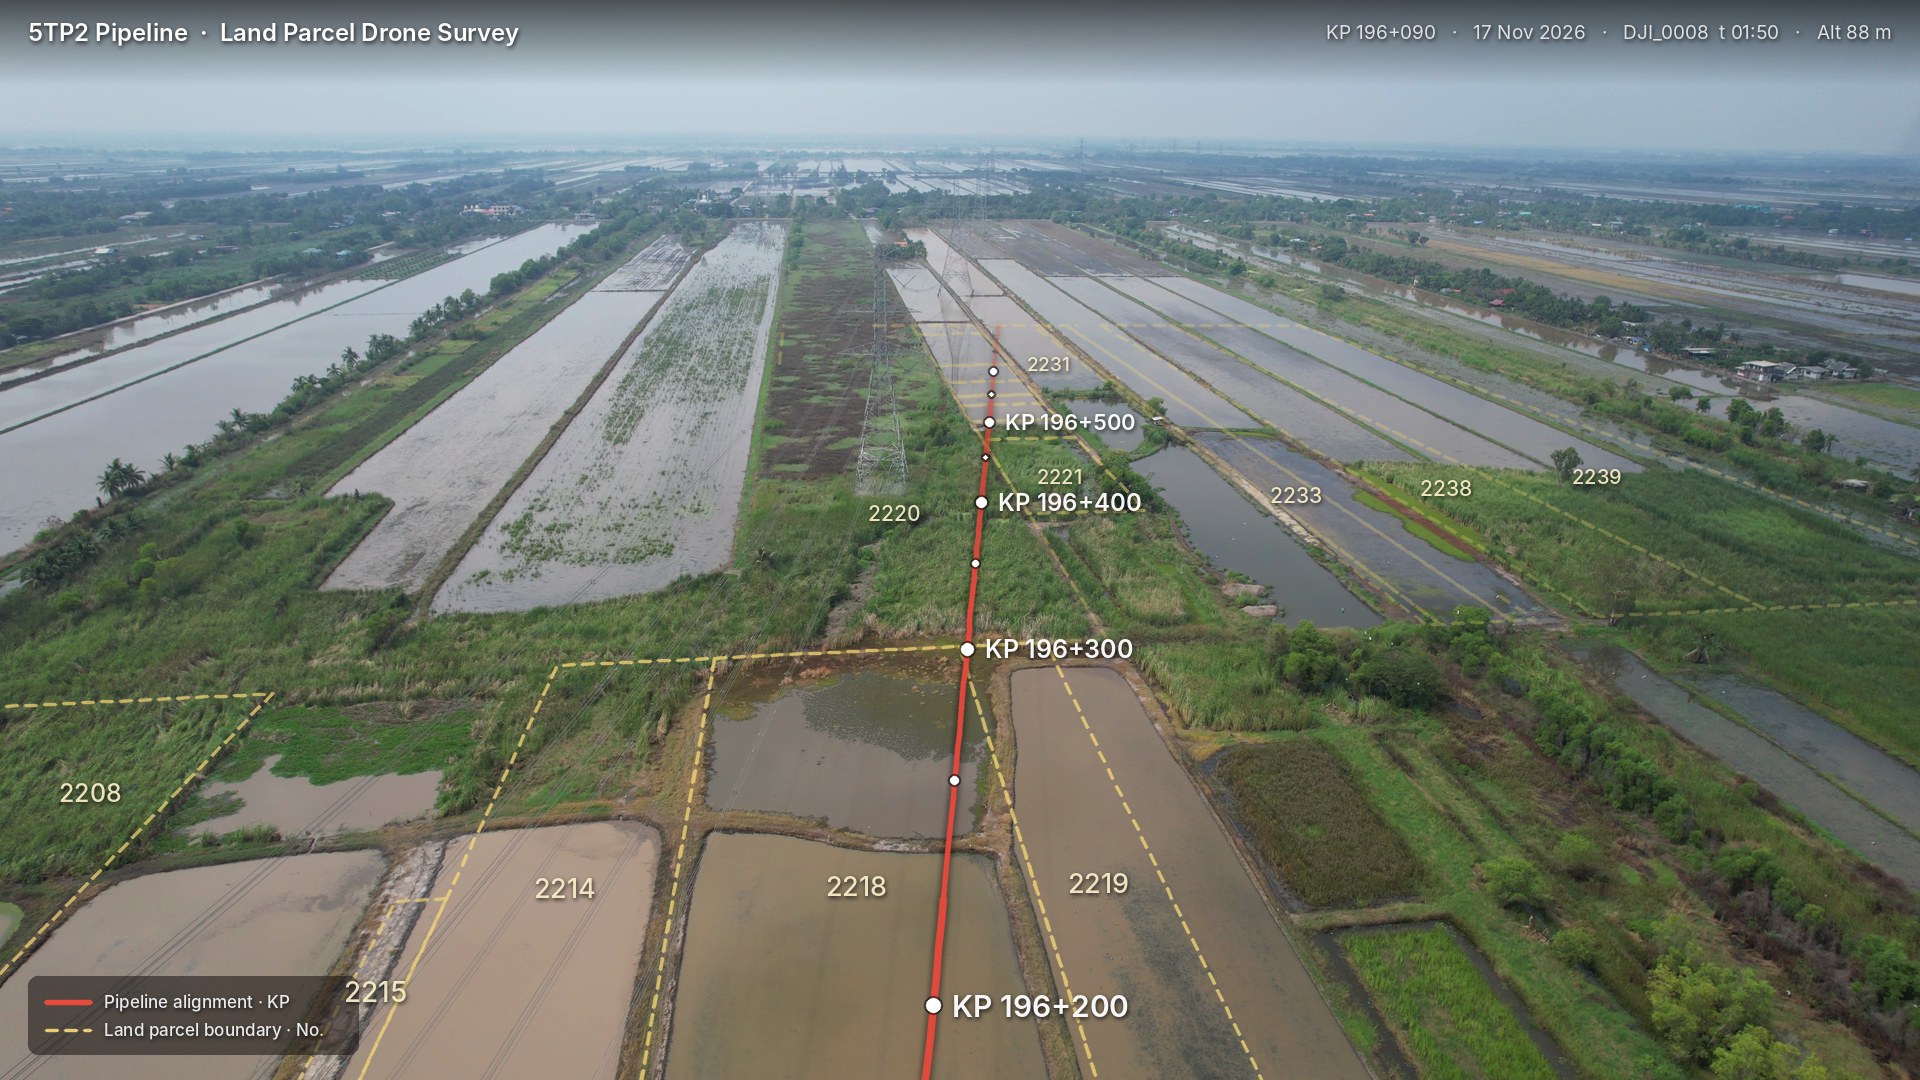 5TP2 Pipeline · Land Parcel Drone Survey
KP 196+090 · 17 Nov 2026 · DJI_0008 t 01:50 · Alt 88 m
2231
KP 196+500
2221
2239
2238
2233
KP 196+400
2220
KP 196+300
2208
2214
2218
2219
2215
KP 196+200
Pipeline alignment · KP
Land parcel boundary · No.